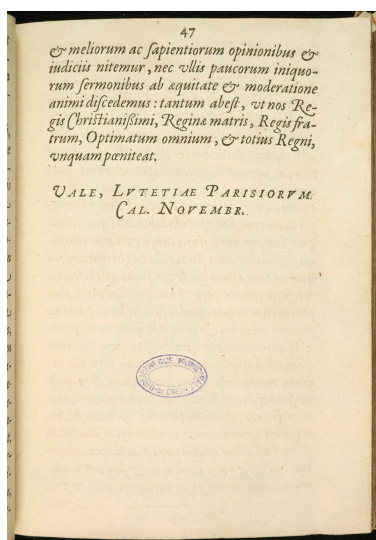 47
& meliorum ac sapientiorum opinionibus &
iudiciis nitemur, nec vllis paucorum iniquo-
rum sermonibus ab æquitate & moderatione
animi discedemus : tantum abest, vt nos Re-
gis Christianißimi, Reginæ matris, Regis fra-
trum, Optimatum omnium, & totius Regni,
vnquam pœniteat.
VALE, LVTETIAE PARISIORVM
CAL. NOVEMBR.